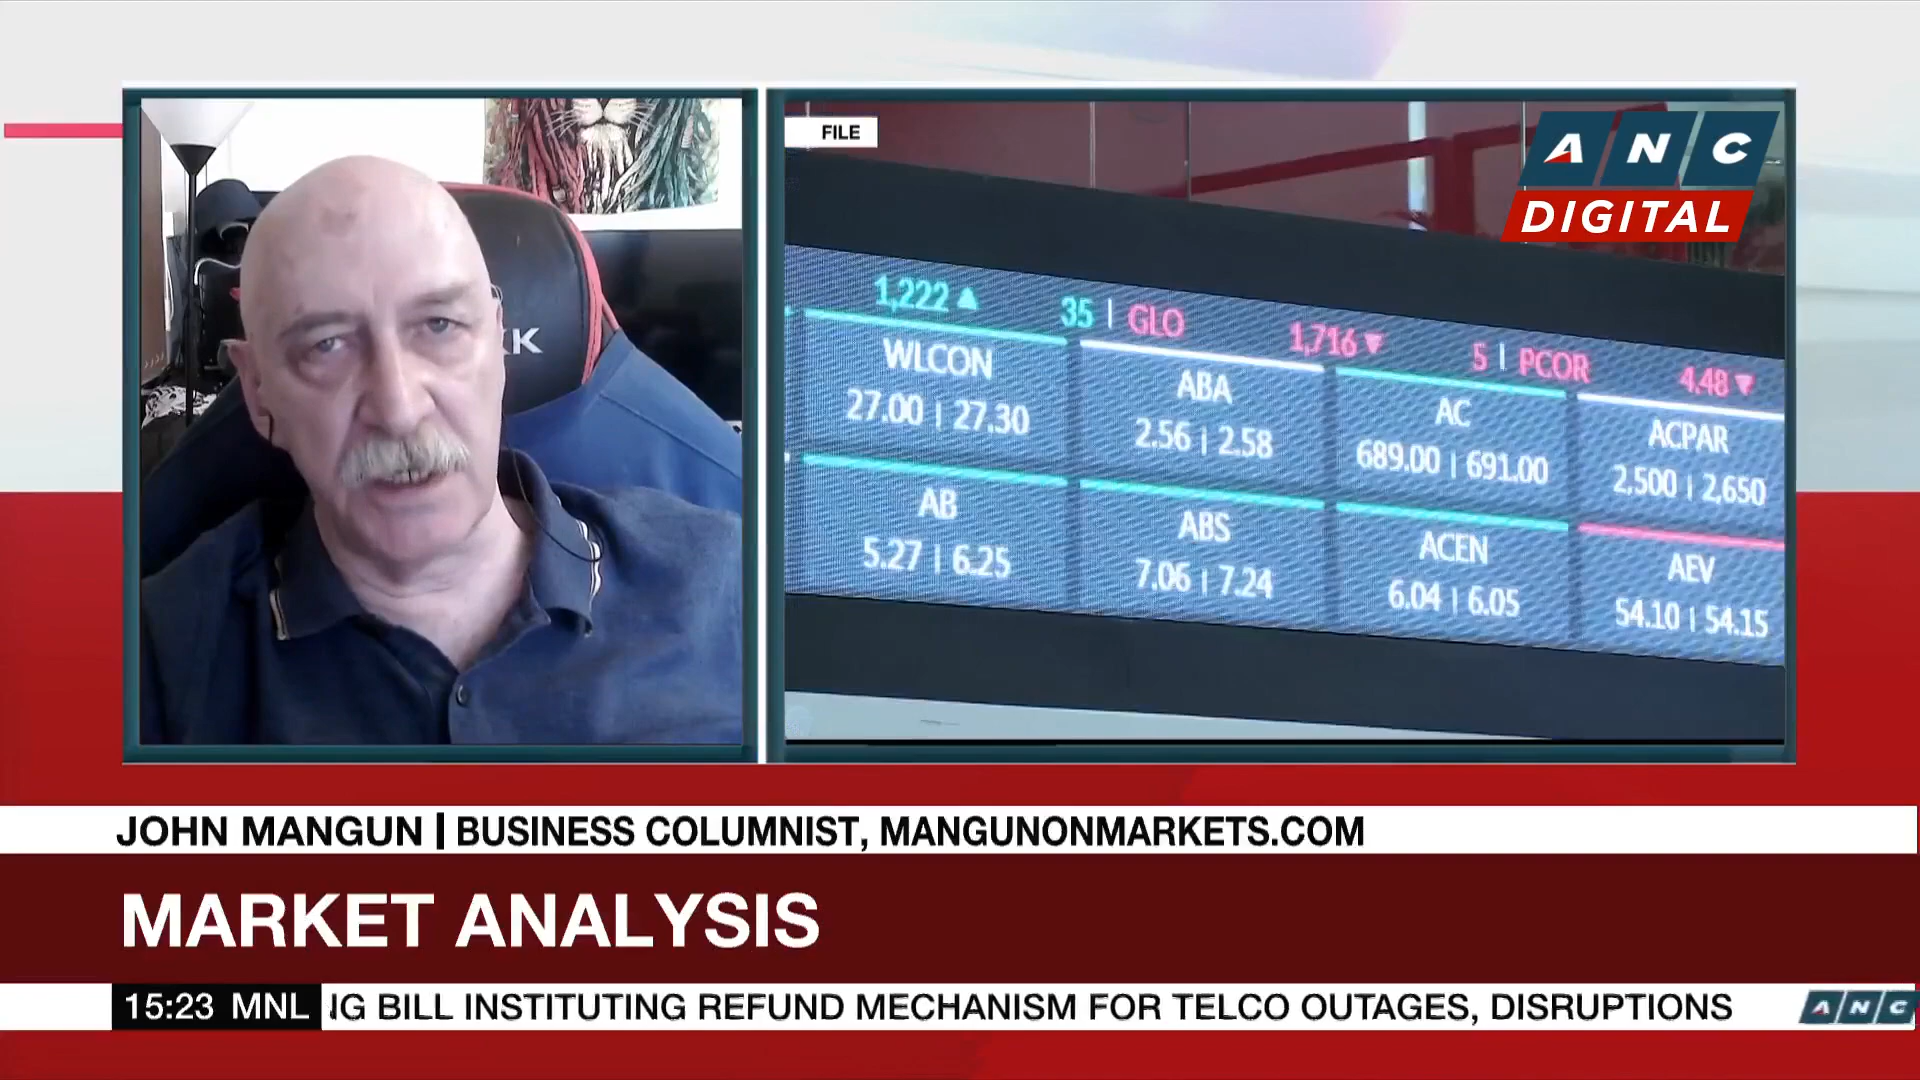 FILE
ANC
DIGITAL
KK
1,222 ▲ 35 | GLO 1,716 ▼ 5 | PCOR 4.48 ▼
WLCON
27.00 | 27.30
ABA
2.56 | 2.58
AC
689.00 | 691.00
ACPAR
2,500 | 2,650
AB
5.27 | 6.25
ABS
7.06 | 7.24
ACEN
6.04 | 6.05
AEV
54.10 | 54.15
JOHN MANGUN | BUSINESS COLUMNIST, MANGUNONMARKETS.COM
MARKET ANALYSIS
15:23 MNL
BILL INSTITUTING REFUND MECHANISM FOR TELCO OUTAGES, DISRUPTIONS
ANC